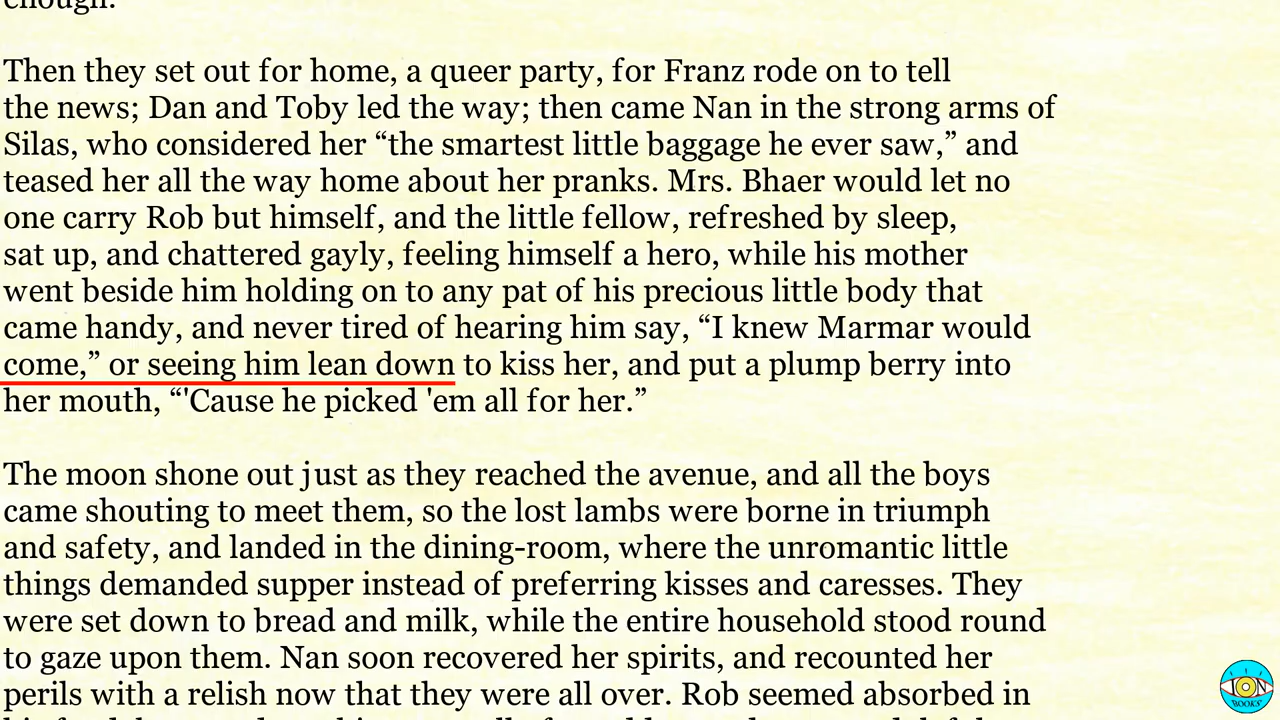 enough.
Then they set out for home, a queer party, for Franz rode on to tell
the news; Dan and Toby led the way; then came Nan in the strong arms of
Silas, who considered her “the smartest little baggage he ever saw,” and
teased her all the way home about her pranks. Mrs. Bhaer would let no
one carry Rob but himself, and the little fellow, refreshed by sleep,
sat up, and chattered gayly, feeling himself a hero, while his mother
went beside him holding on to any pat of his precious little body that
came handy, and never tired of hearing him say, “I knew Marmar would
come,” or seeing him lean down to kiss her, and put a plump berry into
her mouth, “'Cause he picked 'em all for her.”
The moon shone out just as they reached the avenue, and all the boys
came shouting to meet them, so the lost lambs were borne in triumph
and safety, and landed in the dining-room, where the unromantic little
things demanded supper instead of preferring kisses and caresses. They
were set down to bread and milk, while the entire household stood round
to gaze upon them. Nan soon recovered her spirits, and recounted her
perils with a relish now that they were all over. Rob seemed absorbed in
ION
BOOKS